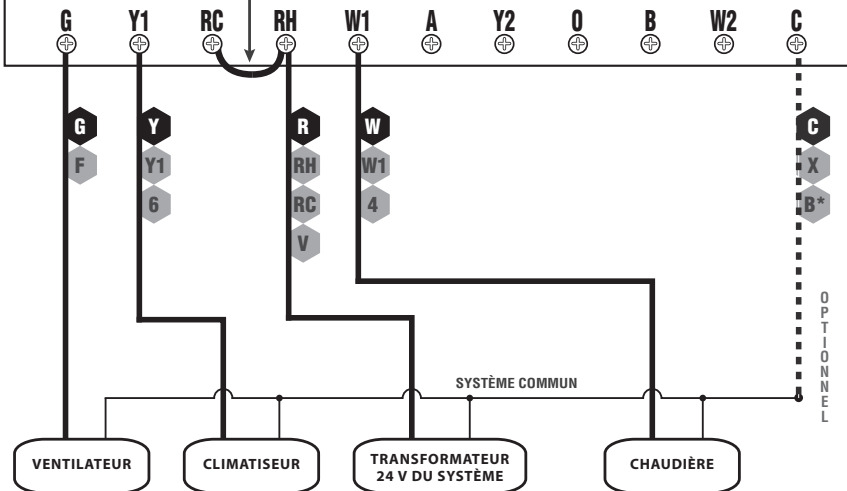 G Y1 RC RH W1 A Y2 O B W2 C
G Y R W C
F Y1 RH W1 X
6 RC 4 B*
V
OPTIONNEL
SYSTÈME COMMUN
VENTILATEUR CLIMATISEUR TRANSFORMATEUR CHAUDIÈRE
24 V DU SYSTÈME